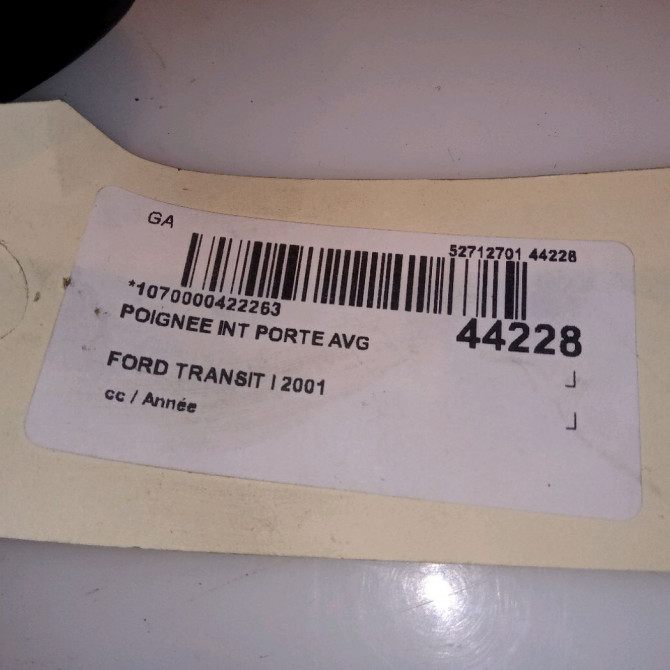 GA
52712701 44228
*1070000422263
POIGNEE INT PORTE AVG
44228
FORD TRANSIT I 2001
cc / Année